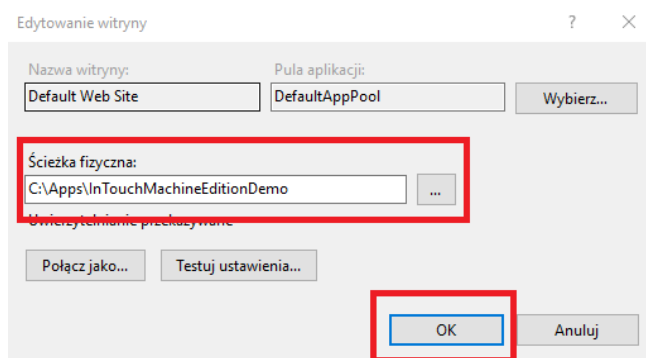 Edytowanie witryny
Nazwa witryny: Pula aplikacji:
Default Web Site DefaultAppPool Wybierz...
Ścieżka fizyczna:
C:\Apps\InTouchMachineEditionDemo ...
Uwierzytelnianie przekazywane
Połącz jako... Testuj ustawienia...
OK Anuluj